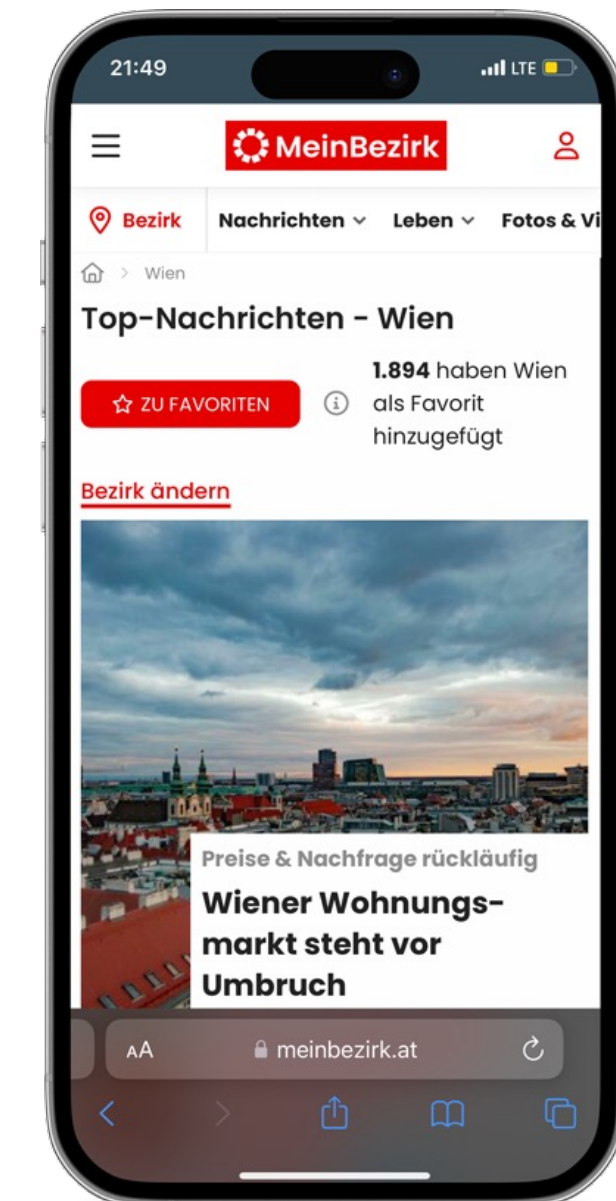 21:49
LTE
MeinBezirk
Bezirk
Nachrichten
Leben
Fotos & Vi
Wien
Top-Nachrichten - Wien
ZU FAVORITEN
1.894 haben Wien
als Favorit
hinzugefügt
Bezirk ändern
Preise & Nachfrage rückläufig
Wiener Wohnungs-
markt steht vor
Umbruch
AA
meinbezirk.at